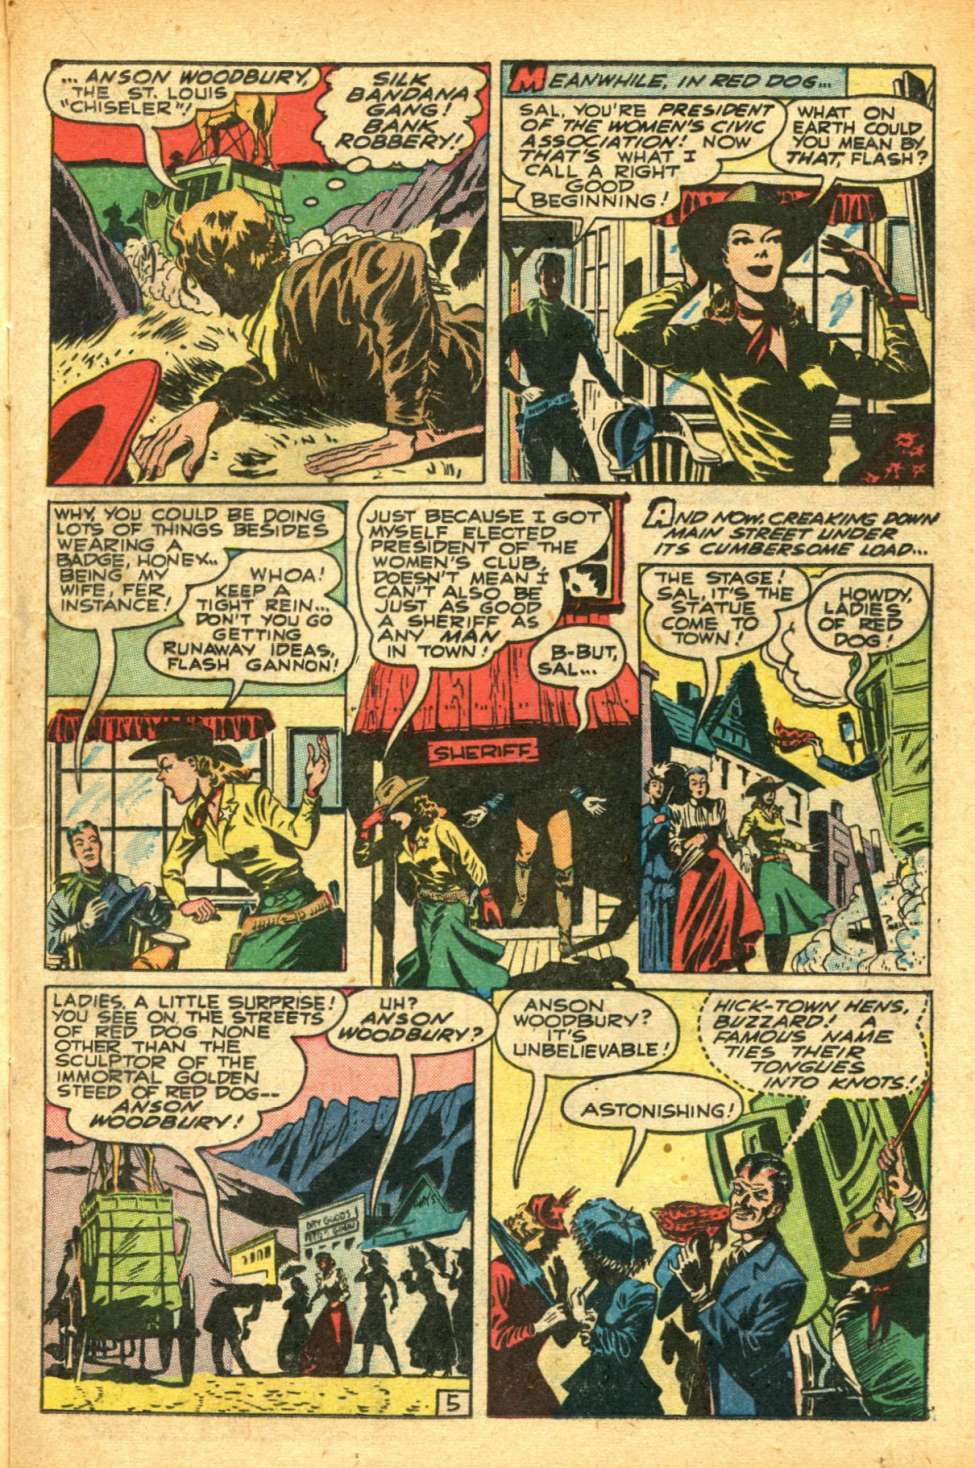 ... ANSON WOODBURY,
THE ST. LOUIS
"CHISELER"!
SILK
BANDANA
GANG!
BANK
ROBBERY!
MEANWHILE, IN RED DOG...
SAL, YOU'RE PRESIDENT
OF THE WOMEN'S CIVIC
ASSOCIATION! NOW
THAT'S WHAT I
CALL A RIGHT
GOOD
BEGINNING!
WHAT ON
EARTH COULD
YOU MEAN BY
THAT, FLASH?
WHY, YOU COULD BE DOING
LOTS OF THINGS BESIDES
WEARING A
BADGE, HONEY...
BEING, MY
WIFE, FER
INSTANCE!
WHOA!
KEEP A
TIGHT REIN...
DON'T YOU GO
GETTING
RUNAWAY IDEAS,
FLASH GANNON!
JUST BECAUSE I GOT
MYSELF ELECTED
PRESIDENT OF THE
WOMEN'S CLUB,
DOESN'T MEAN I
CAN'T ALSO BE
JUST AS GOOD
A SHERIFF AS
ANY MAN
IN TOWN!
B-BUT,
SAL...
SHERIFF
AND NOW, CREAKING DOWN
MAIN STREET UNDER
ITS CUMBERSOME LOAD...
THE STAGE!
SAL, IT'S THE
STATUE
COME TO
TOWN!
HOWDY,
LADIES
OF RED
DOG!
LADIES, A LITTLE SURPRISE!
YOU SEE ON THE STREETS
OF RED DOG NONE
OTHER THAN THE
SCULPTOR OF THE
IMMORTAL GOLDEN
STEED OF RED DOG--
ANSON
WOODBURY!
UH?
ANSON
WOODBURY?
DRY GOODS
5
ANSON
WOODBURY?
IT'S
UNBELIEVABLE!
ASTONISHING!
HICK-TOWN HENS,
BUZZARD! A
FAMOUS NAME
TIES THEIR
TONGUES
INTO KNOTS!